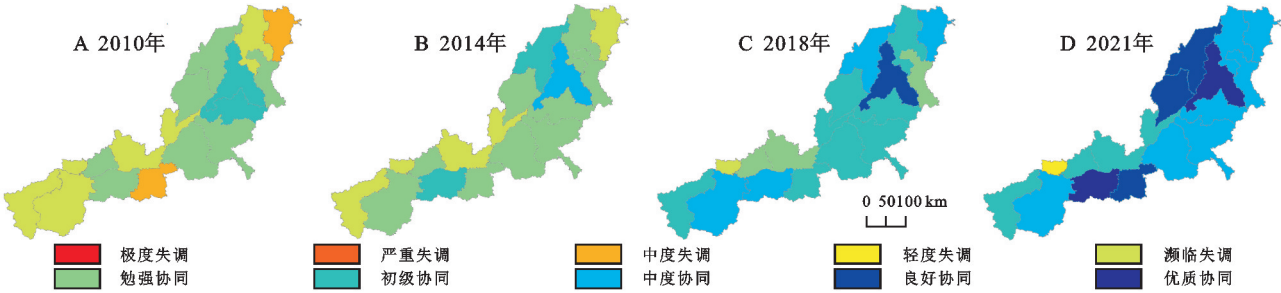 A 2010年
B 2014年
C 2018年
D 2021年
0 50100 km
极度失调
严重失调
中度失调
轻度失调
濒临失调
勉强协同
初级协同
中度协同
良好协同
优质协同